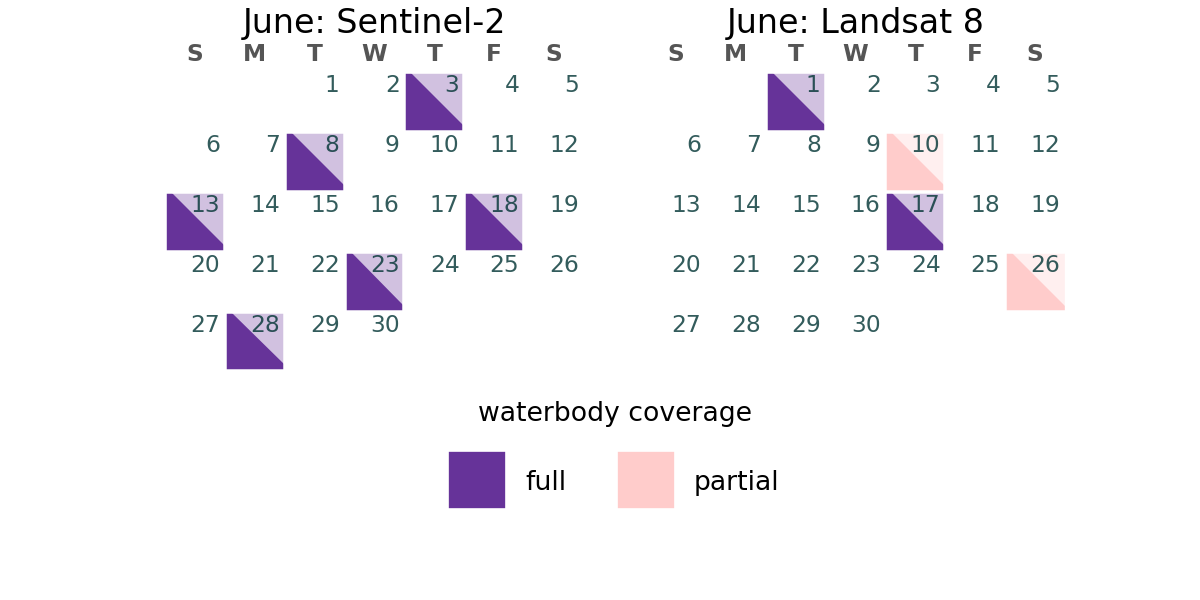 June: Sentinel-2
S M T W T F S
1 2 3 4 5
6 7 8 9 10 11 12
13 14 15 16 17 18 19
20 21 22 23 24 25 26
27 28 29 30
June: Landsat 8
S M T W T F S
1 2 3 4 5
6 7 8 9 10 11 12
13 14 15 16 17 18 19
20 21 22 23 24 25 26
27 28 29 30
waterbody coverage
full
partial